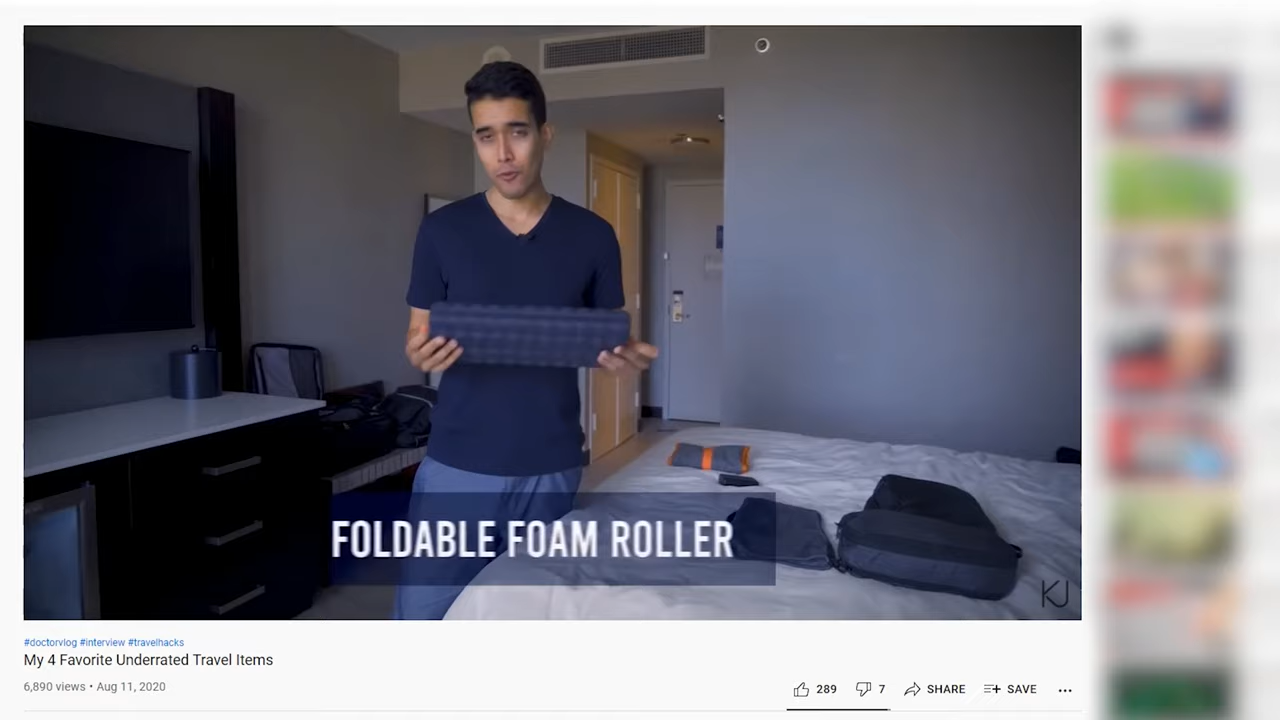 FOLDABLE FOAM ROLLER
KJ
#doctorvlog #interview #travelhacks
My 4 Favorite Underrated Travel Items
6,890 views • Aug 11, 2020
289 7 SHARE SAVE